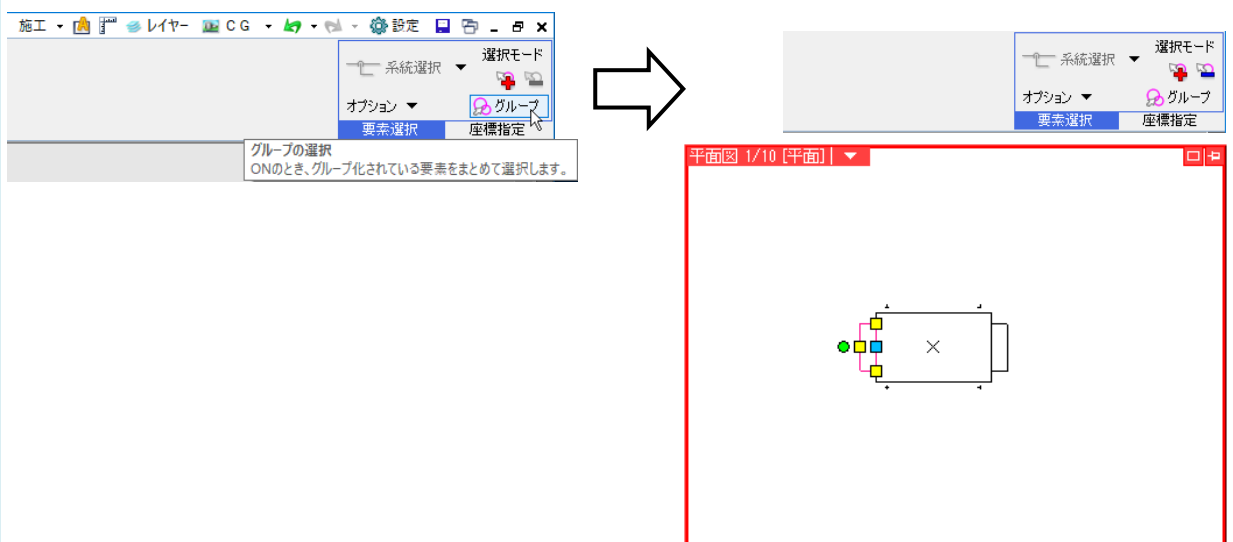 施工 レイヤー CG 設定
系統選択 選択モード
オプション グループ
要素選択 座標指定
グループの選択
ONのとき、グループ化されている要素をまとめて選択します。
系統選択 選択モード
オプション グループ
要素選択 座標指定
平面図 1/10 [平面]